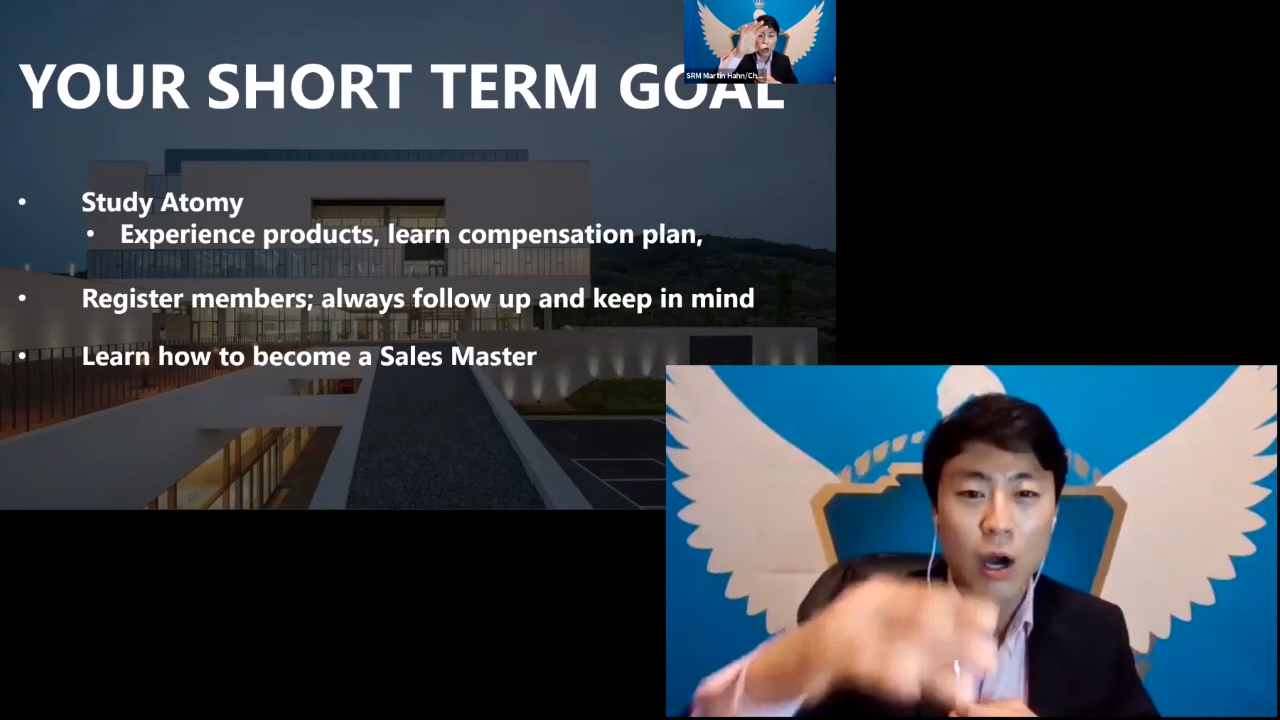 YOUR SHORT TERM GOAL
SRM Martin Hahn/Ch...
• Study Atomy
• Experience products, learn compensation plan,
• Register members; always follow up and keep in mind
• Learn how to become a Sales Master